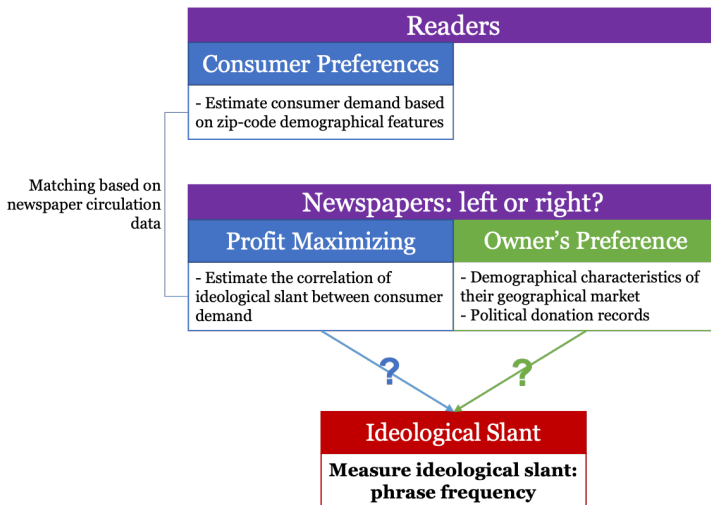 Readers
Consumer Preferences
- Estimate consumer demand based
on zip-code demographical features
Matching based on
newspaper circulation
data
Newspapers: left or right?
Profit Maximizing
Owner's Preference
- Estimate the correlation of
ideological slant between consumer
demand
- Demographical characteristics of
their geographical market
- Political donation records
?
?
Ideological Slant
Measure ideological slant:
phrase frequency